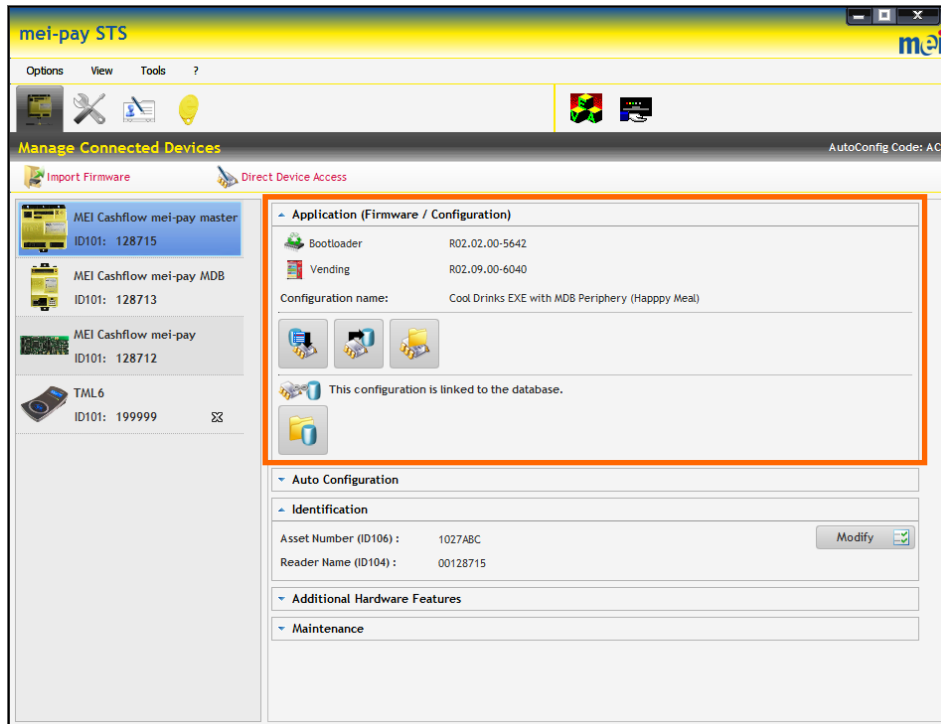 mei-pay STS
mei
Options View Tools ?
Manage Connected Devices
AutoConfig Code: AC
Import Firmware
Direct Device Access
MEI Cashflow mei-pay master
ID101: 128715
MEI Cashflow mei-pay MDB
ID101: 128713
MEI Cashflow mei-pay
ID101: 128712
TML6
ID101: 199999
Application (Firmware / Configuration)
Bootloader R02.02.00-5642
Vending R02.09.00-6040
Configuration name: Cool Drinks EXE with MDB Periphery (Happpy Meal)
This configuration is linked to the database.
Auto Configuration
Identification
Asset Number (ID106) : 1027ABC
Modify
Reader Name (ID104) : 00128715
Additional Hardware Features
Maintenance